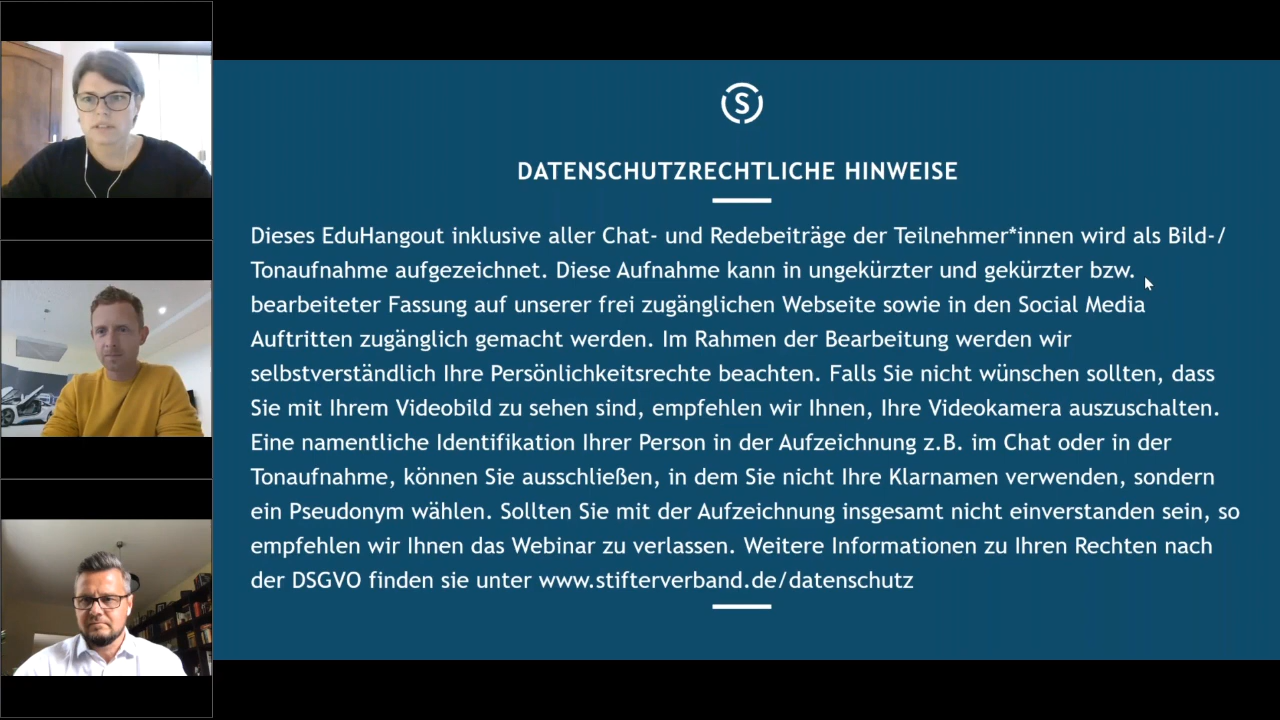 S
DATENSCHUTZRECHTLICHE HINWEISE
Dieses EduHangout inklusive aller Chat- und Redebeiträge der Teilnehmer*innen wird als Bild-/
Tonaufnahme aufgezeichnet. Diese Aufnahme kann in ungekürzter und gekürzter bzw.
bearbeiteter Fassung auf unserer frei zugänglichen Webseite sowie in den Social Media
Auftritten zugänglich gemacht werden. Im Rahmen der Bearbeitung werden wir
selbstverständlich Ihre Persönlichkeitsrechte beachten. Falls Sie nicht wünschen sollten, dass
Sie mit Ihrem Videobild zu sehen sind, empfehlen wir Ihnen, Ihre Videokamera auszuschalten.
Eine namentliche Identifikation Ihrer Person in der Aufzeichnung z.B. im Chat oder in der
Tonaufnahme, können Sie ausschließen, in dem Sie nicht Ihre Klarnamen verwenden, sondern
ein Pseudonym wählen. Sollten Sie mit der Aufzeichnung insgesamt nicht einverstanden sein, so
empfehlen wir Ihnen das Webinar zu verlassen. Weitere Informationen zu Ihren Rechten nach
der DSGVO finden sie unter www.stifterverband.de/datenschutz